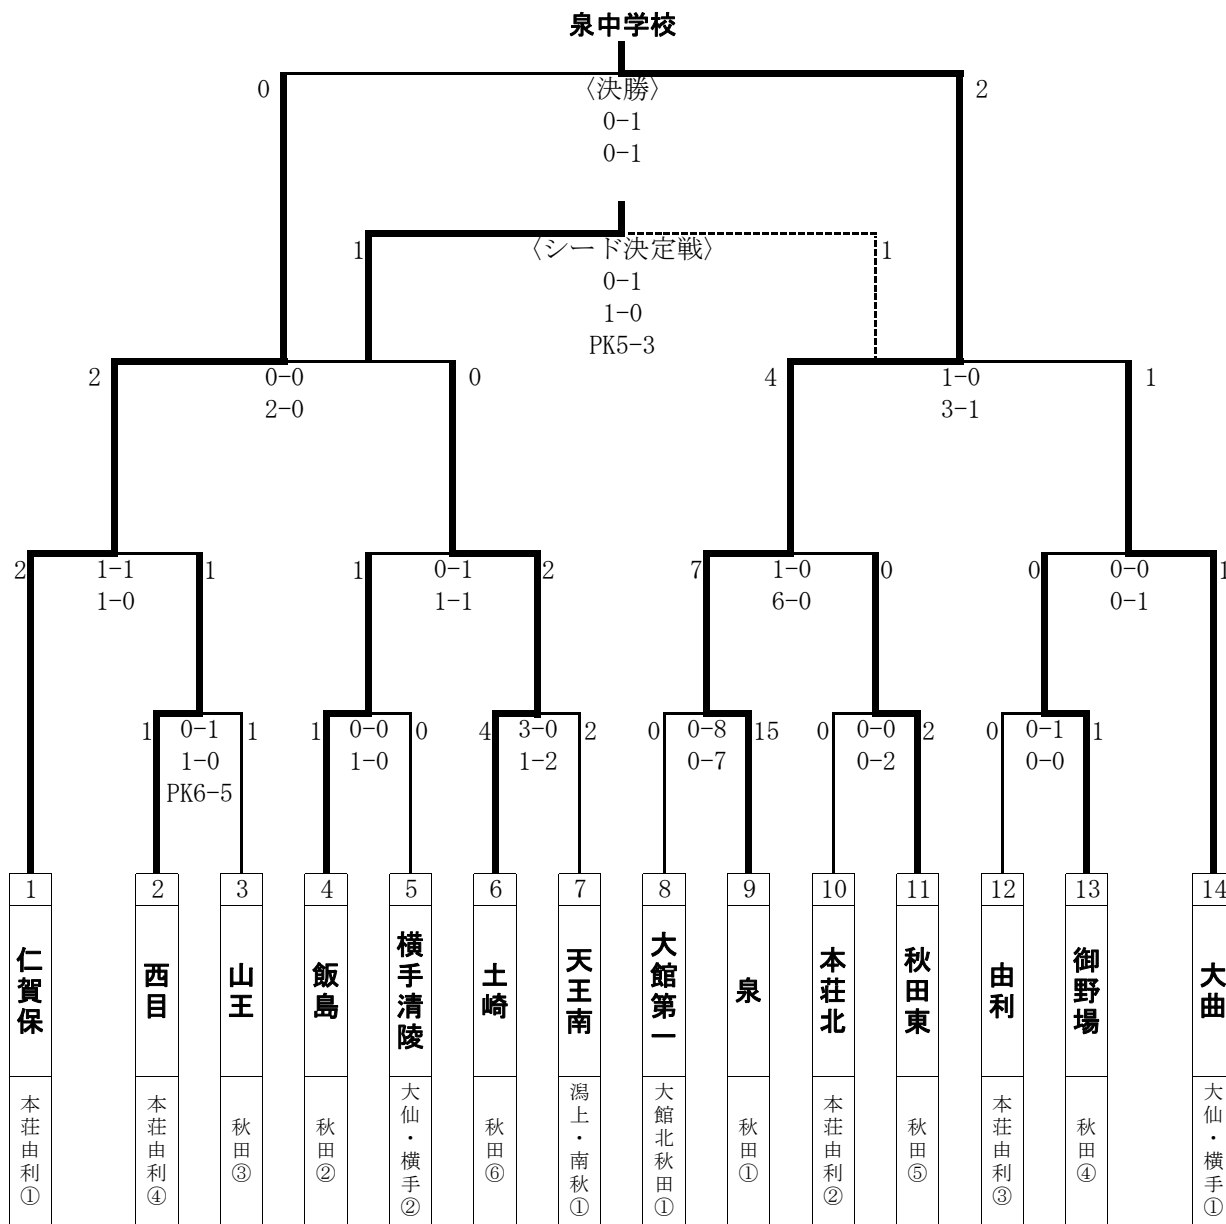 泉中学校
0 〈決勝〉 2
0-1
0-1
1 〈シード決定戦〉 1
0-1
1-0
PK5-3
2 0-0 0 4 1-0 1
2-0 3-1
2 1-1 1 1 0-1 2 7 1-0 0 0 0-0 1
1-0 1-1 6-0 0-1
1 0-1 1 1 0-0 0 4 3-0 2 0 0-8 15 0 0-0 2 0 0-1 1
1-0 1-0 1-2 0-7 0-2 0-0
PK6-5
1 2 3 4 5 6 7 8 9 10 11 12 13 14
仁賀保
西目
山王
飯島
横手清陵
土崎
天王南
大館第一
泉
本荘北
秋田東
由利
御野場
大曲
本荘由利①
本荘由利④
秋田③
秋田②
大仙・横手②
秋田⑥
潟上・南秋①
大館北秋田①
秋田①
本荘由利②
秋田⑤
本荘由利③
秋田④
大仙・横手①